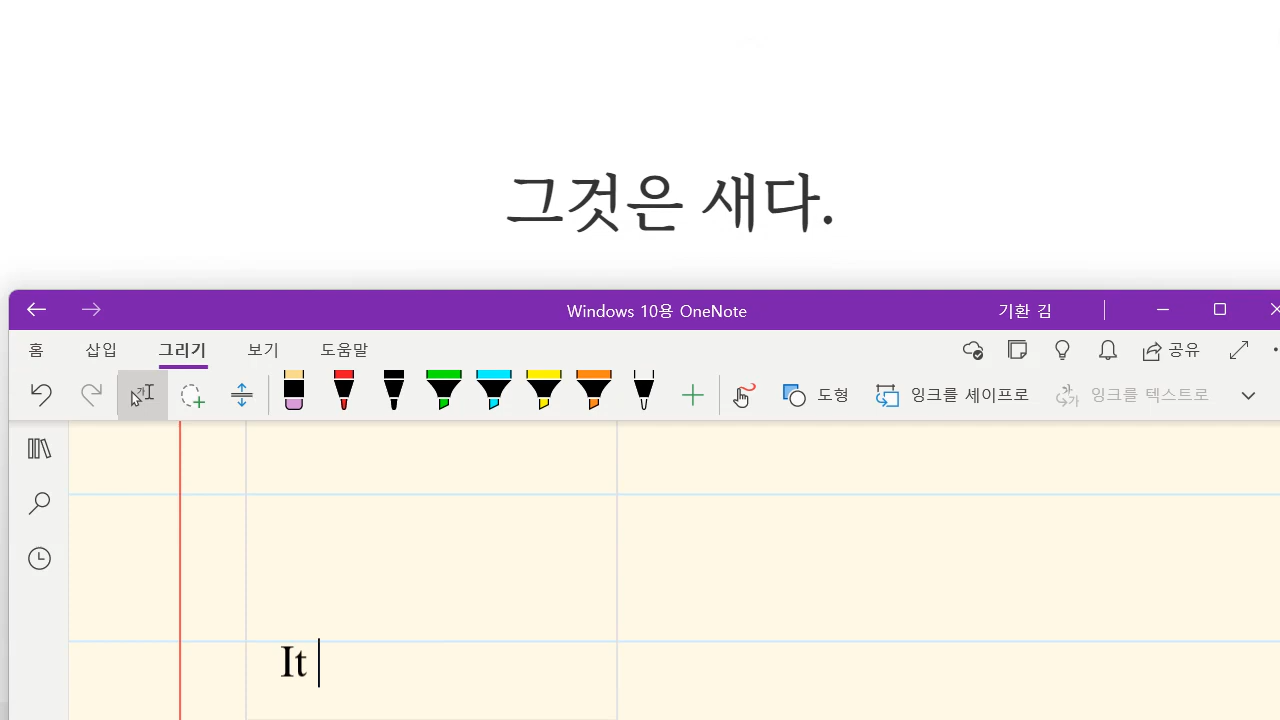 그것은 새다.
Windows 10용 OneNote
기환 김
홈 삽입 그리기 보기 도움말 공유
가 도형 잉크를 셰이프로 잉크를 텍스트로
It